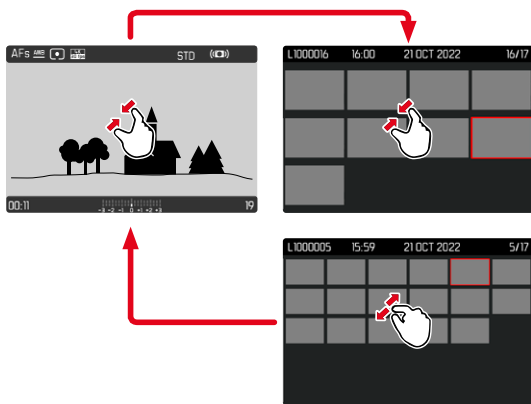 AFs AWB STD
00:11 -3 -2 -1 0 +1 +2 +3 19
L1000016 16:00 21 OCT 2022 16/17
L1000005 15:59 21 OCT 2022 5/17